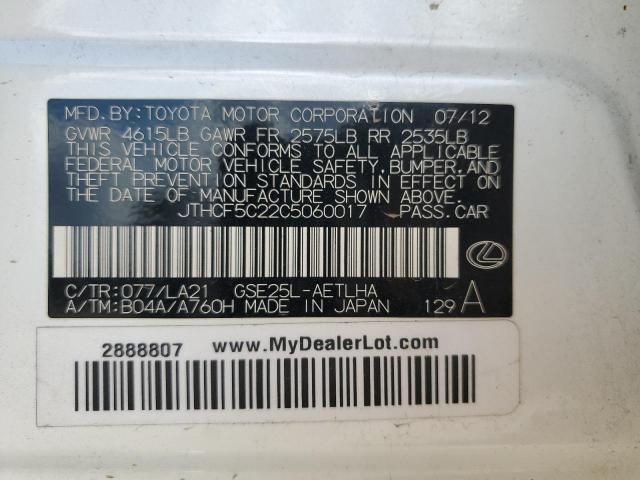 MFD. BY: TOYOTA MOTOR CORPORATION 07/12
GVWR 4615LB GAWR FR 2575LB RR 2535LB
THIS VEHICLE CONFORMS TO ALL APPLICABLE
FEDERAL MOTOR VEHICLE SAFETY, BUMPER, AND
THEFT PREVENTION STANDARDS IN EFFECT ON
THE DATE OF MANUFACTURE SHOWN ABOVE.
JTHCF5C22C5060017 PASS. CAR
C/TR: 077/LA21 GSE25L-AETLHA
A/TM: B04A/A760H MADE IN JAPAN 129 A
2888807 www.MyDealerLot.com